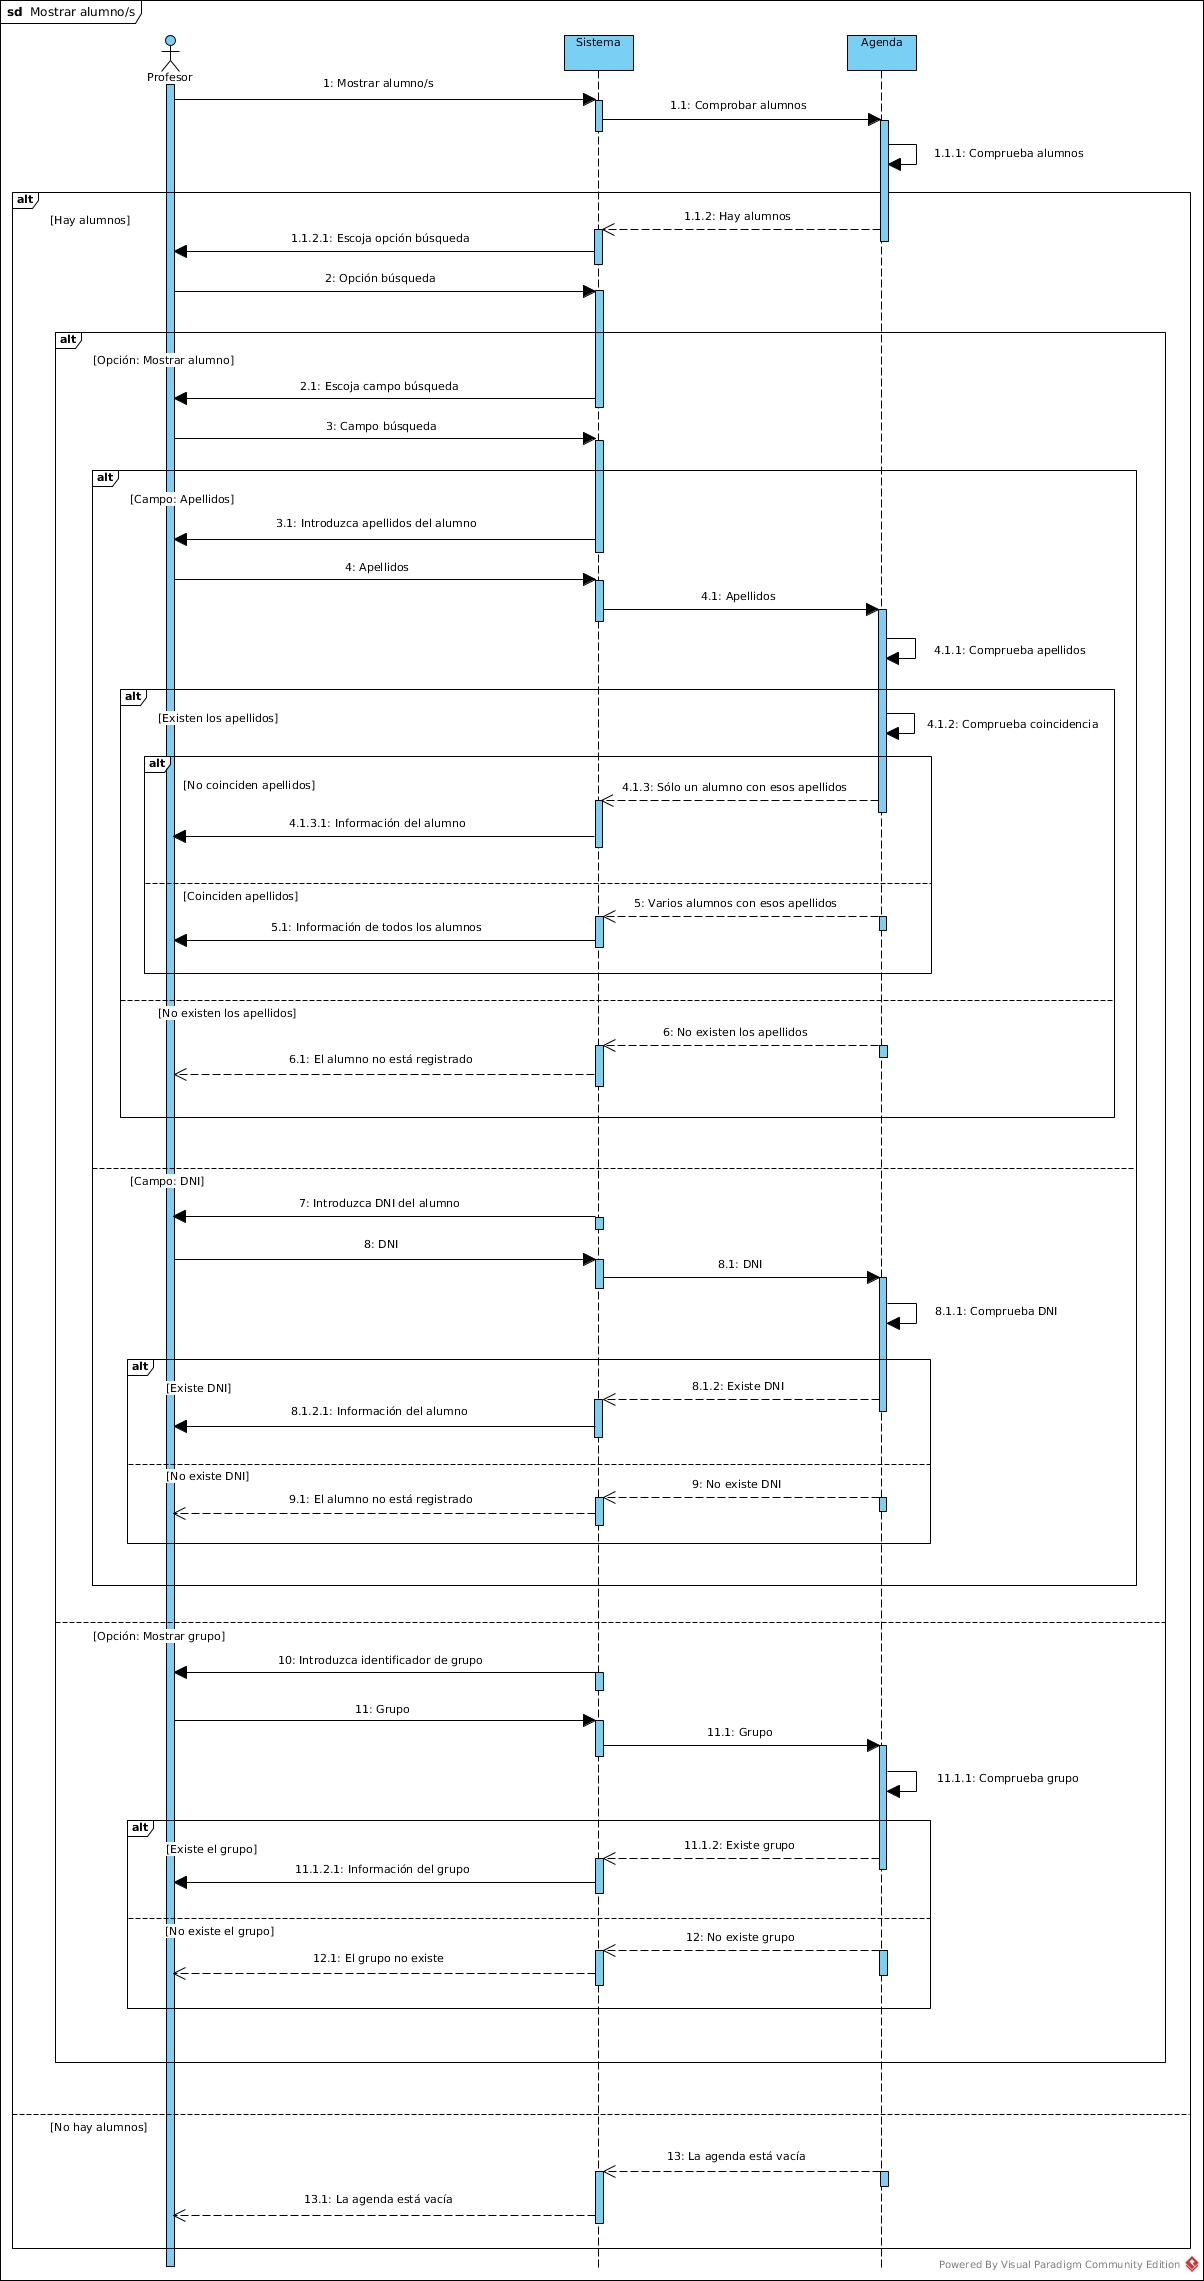 sd Mostrar alumno/s
Profesor
Sistema
Agenda
1: Mostrar alumno/s
1.1: Comprobar alumnos
1.1.1: Comprueba alumnos
alt
[Hay alumnos]
1.1.2: Hay alumnos
1.1.2.1: Escoja opción búsqueda
2: Opción búsqueda
alt
[Opción: Mostrar alumno]
2.1: Escoja campo búsqueda
3: Campo búsqueda
alt
[Campo: Apellidos]
3.1: Introduzca apellidos del alumno
4: Apellidos
4.1: Apellidos
4.1.1: Comprueba apellidos
alt
[Existen los apellidos]
4.1.2: Comprueba coincidencia
alt
[No coinciden apellidos]
4.1.3: Sólo un alumno con esos apellidos
4.1.3.1: Información del alumno
[Coinciden apellidos]
5: Varios alumnos con esos apellidos
5.1: Información de todos los alumnos
[No existen los apellidos]
6: No existen los apellidos
6.1: El alumno no está registrado
[Campo: DNI]
7: Introduzca DNI del alumno
8: DNI
8.1: DNI
8.1.1: Comprueba DNI
alt
[Existe DNI]
8.1.2: Existe DNI
8.1.2.1: Información del alumno
[No existe DNI]
9: No existe DNI
9.1: El alumno no está registrado
[Opción: Mostrar grupo]
10: Introduzca identificador de grupo
11: Grupo
11.1: Grupo
11.1.1: Comprueba grupo
alt
[Existe el grupo]
11.1.2: Existe grupo
11.1.2.1: Información del grupo
[No existe el grupo]
12: No existe grupo
12.1: El grupo no existe
[No hay alumnos]
13: La agenda está vacía
13.1: La agenda está vacía
Powered By Visual Paradigm Community Edition